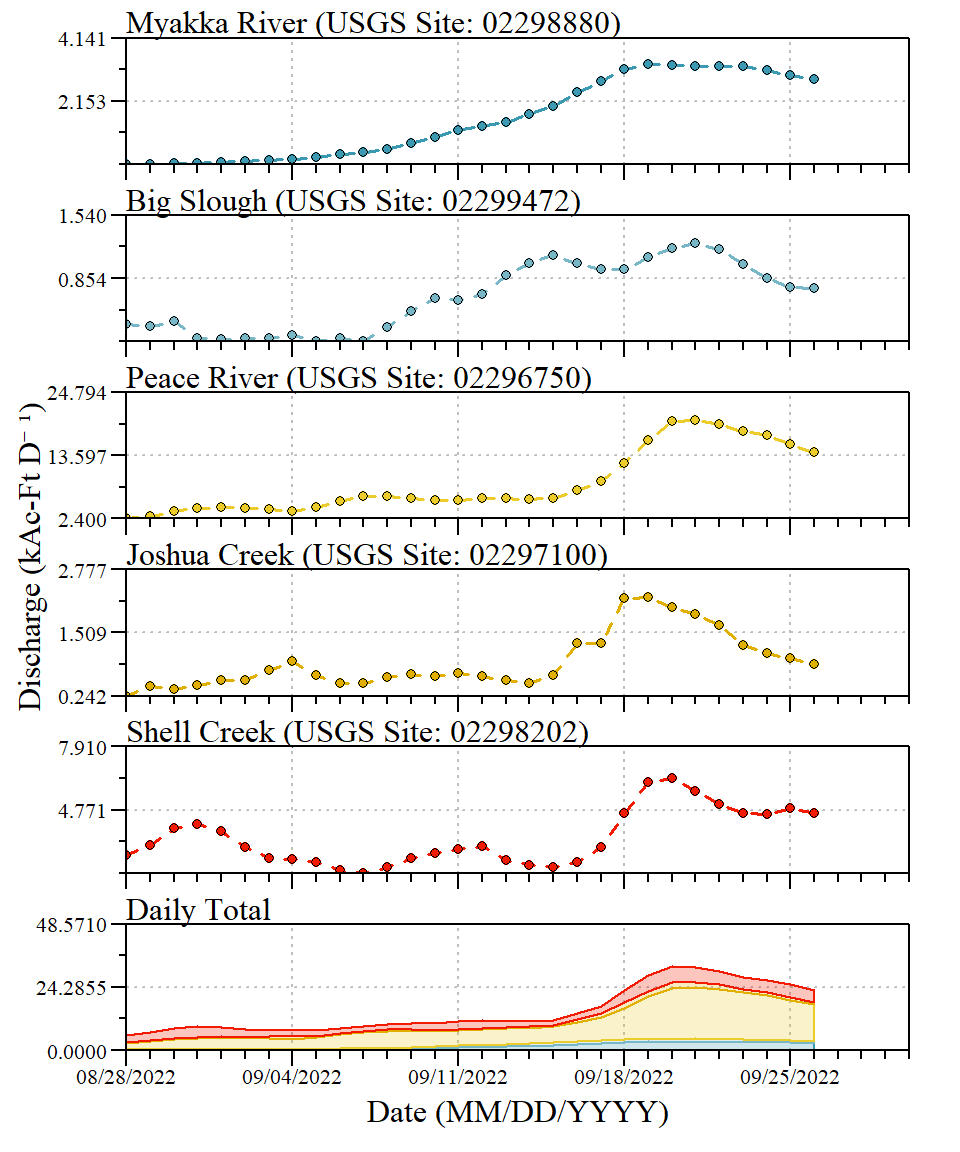 Myakka River (USGS Site: 02298880)
4.141
2.153
Big Slough (USGS Site: 02299472)
1.540
0.854
Peace River (USGS Site: 02296750)
24.794
13.597
2.400
Joshua Creek (USGS Site: 02297100)
2.777
1.509
0.242
Shell Creek (USGS Site: 02298202)
7.910
4.771
Daily Total
48.5710
24.2855
0.0000
Discharge (kAc-Ft D⁻¹)
08/28/2022 09/04/2022 09/11/2022 09/18/2022 09/25/2022
Date (MM/DD/YYYY)